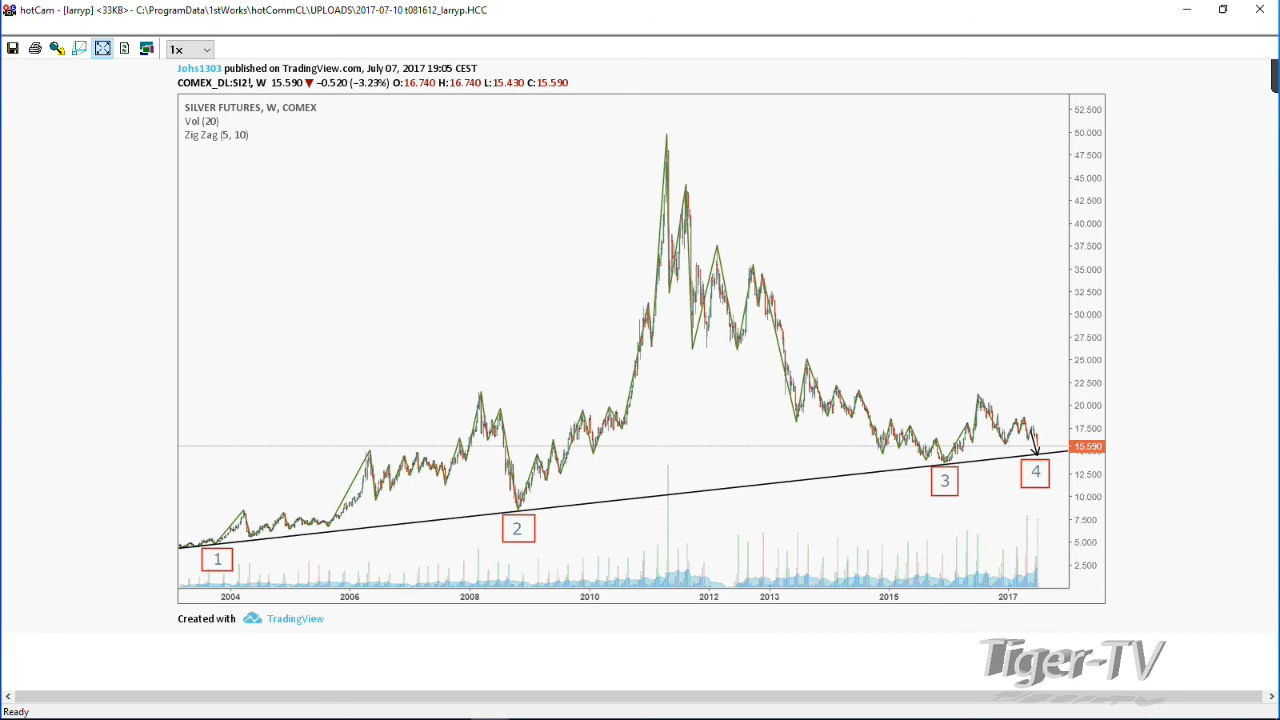 hotCam - [larryp] <33KB> - C:\ProgramData\1stWorks\hotCommCL\UPLOADS\2017-07-10 t081612_larryp.HCC
1x
Johs1303 published on TradingView.com, July 07, 2017 19:05 CEST
COMEX_DL:SI2!, W 15.590 ▼ −0.520 (−3.23%) O:16.740 H:16.740 L:15.430 C:15.590
SILVER FUTURES, W, COMEX
Vol (20)
Zig Zag (5, 10)
52.500
50.000
47.500
45.000
42.500
40.000
37.500
35.000
32.500
30.000
27.500
25.000
22.500
20.000
17.500
15.590
12.500
10.000
7.500
5.000
2.500
1
2
3
4
2004 2006 2008 2010 2012 2013 2015 2017
Created with TradingView
Tiger-TV
Ready